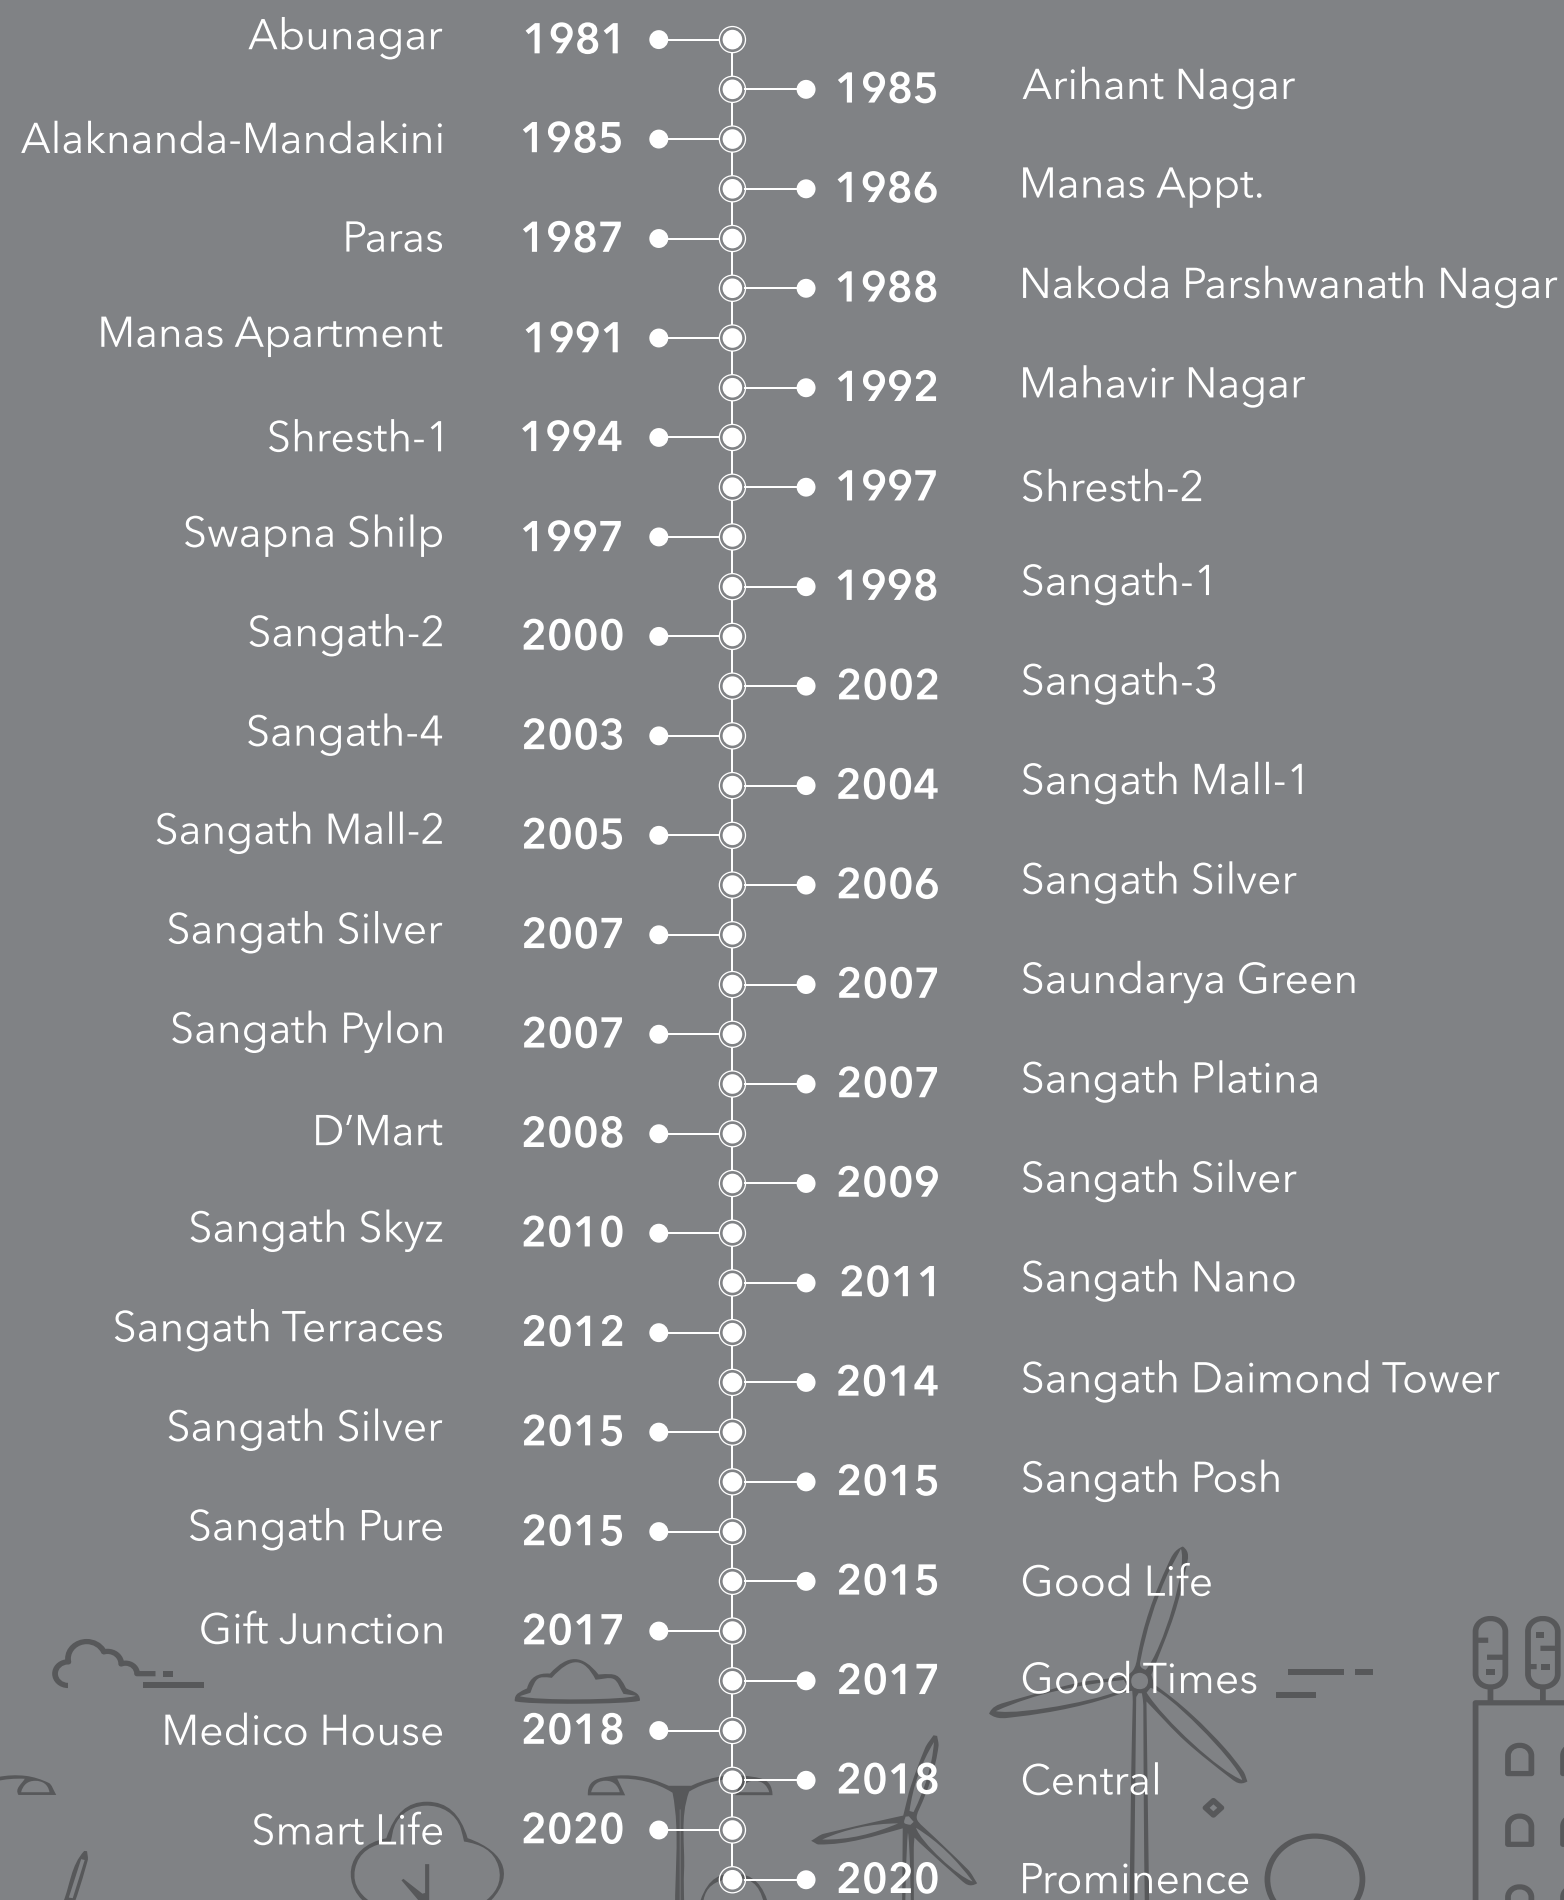 Abunagar 1981
1985 Arihant Nagar
Alaknanda-Mandakini 1985
1986 Manas Appt.
Paras 1987
1988 Nakoda Parshwanath Nagar
Manas Apartment 1991
1992 Mahavir Nagar
Shresth-1 1994
1997 Shresth-2
Swapna Shilp 1997
1998 Sangath-1
Sangath-2 2000
2002 Sangath-3
Sangath-4 2003
2004 Sangath Mall-1
Sangath Mall-2 2005
2006 Sangath Silver
Sangath Silver 2007
2007 Saundarya Green
Sangath Pylon 2007
2007 Sangath Platina
D’Mart 2008
2009 Sangath Silver
Sangath Skyz 2010
2011 Sangath Nano
Sangath Terraces 2012
2014 Sangath Daimond Tower
Sangath Silver 2015
2015 Sangath Posh
Sangath Pure 2015
2015 Good Life
Gift Junction 2017
2017 Good Times
Medico House 2018
2018 Central
Smart Life 2020
2020 Prominence